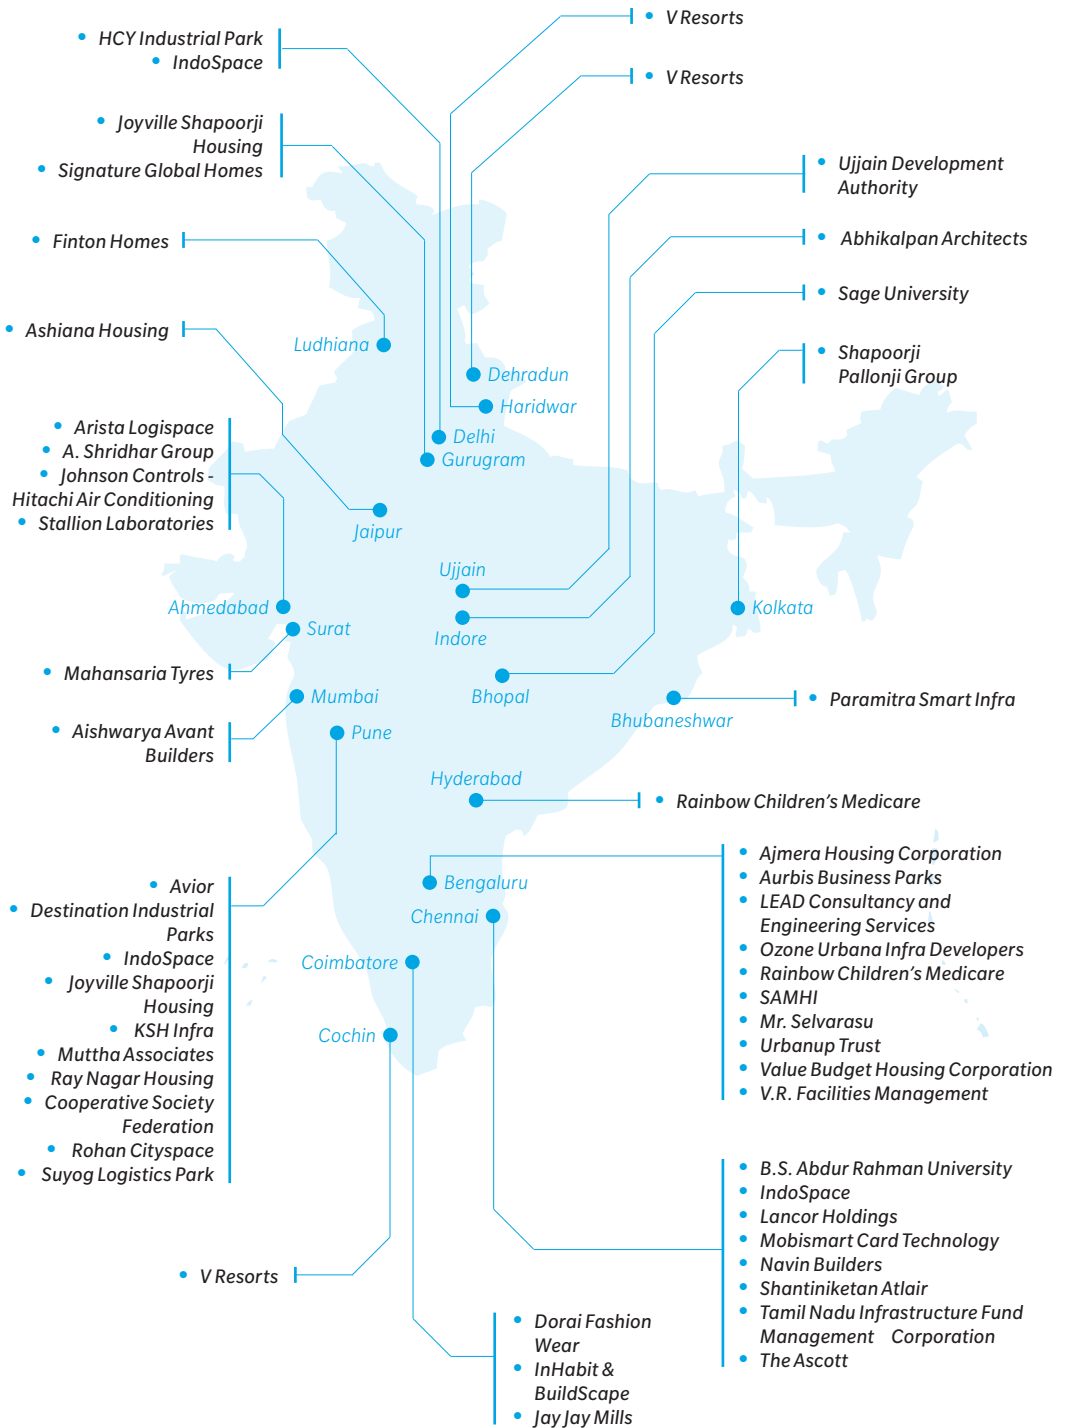 • V Resorts
• HCY Industrial Park
• IndoSpace
• V Resorts
• Joyville Shapoorji
Housing
• Signature Global Homes
• Ujjain Development
Authority
• Finton Homes
• Abhikalpan Architects
• Sage University
• Ashiana Housing
Ludhiana
• Shapoorji
Pallonji Group
Dehradun
Haridwar
• Arista Logispace
• A. Shridhar Group
• Johnson Controls -
Hitachi Air Conditioning
• Stallion Laboratories
Delhi
Gurugram
Jaipur
Ujjain
Ahmedabad
Kolkata
Surat
Indore
• Mahansaria Tyres
Mumbai
Bhopal
• Paramitra Smart Infra
Bhubaneshwar
• Aishwarya Avant
Builders
Pune
Hyderabad
• Rainbow Children's Medicare
• Ajmera Housing Corporation
• Aurbis Business Parks
• LEAD Consultancy and
Engineering Services
• Ozone Urbana Infra Developers
• Rainbow Children's Medicare
• SAMHI
• Mr. Selvarasu
• Urbanup Trust
• Value Budget Housing Corporation
• V.R. Facilities Management
Bengaluru
Chennai
Coimbatore
Cochin
• Avior
• Destination Industrial
Parks
• IndoSpace
• Joyville Shapoorji
Housing
• KSH Infra
• Muttha Associates
• Ray Nagar Housing
• Cooperative Society
Federation
• Rohan Cityspace
• Suyog Logistics Park
• B.S. Abdur Rahman University
• IndoSpace
• Lancor Holdings
• Mobismart Card Technology
• Navin Builders
• Shantiniketan Atlair
• Tamil Nadu Infrastructure Fund
Management Corporation
• The Ascott
• V Resorts
• Dorai Fashion
Wear
• InHabit &
BuildScape
• Jay Jay Mills